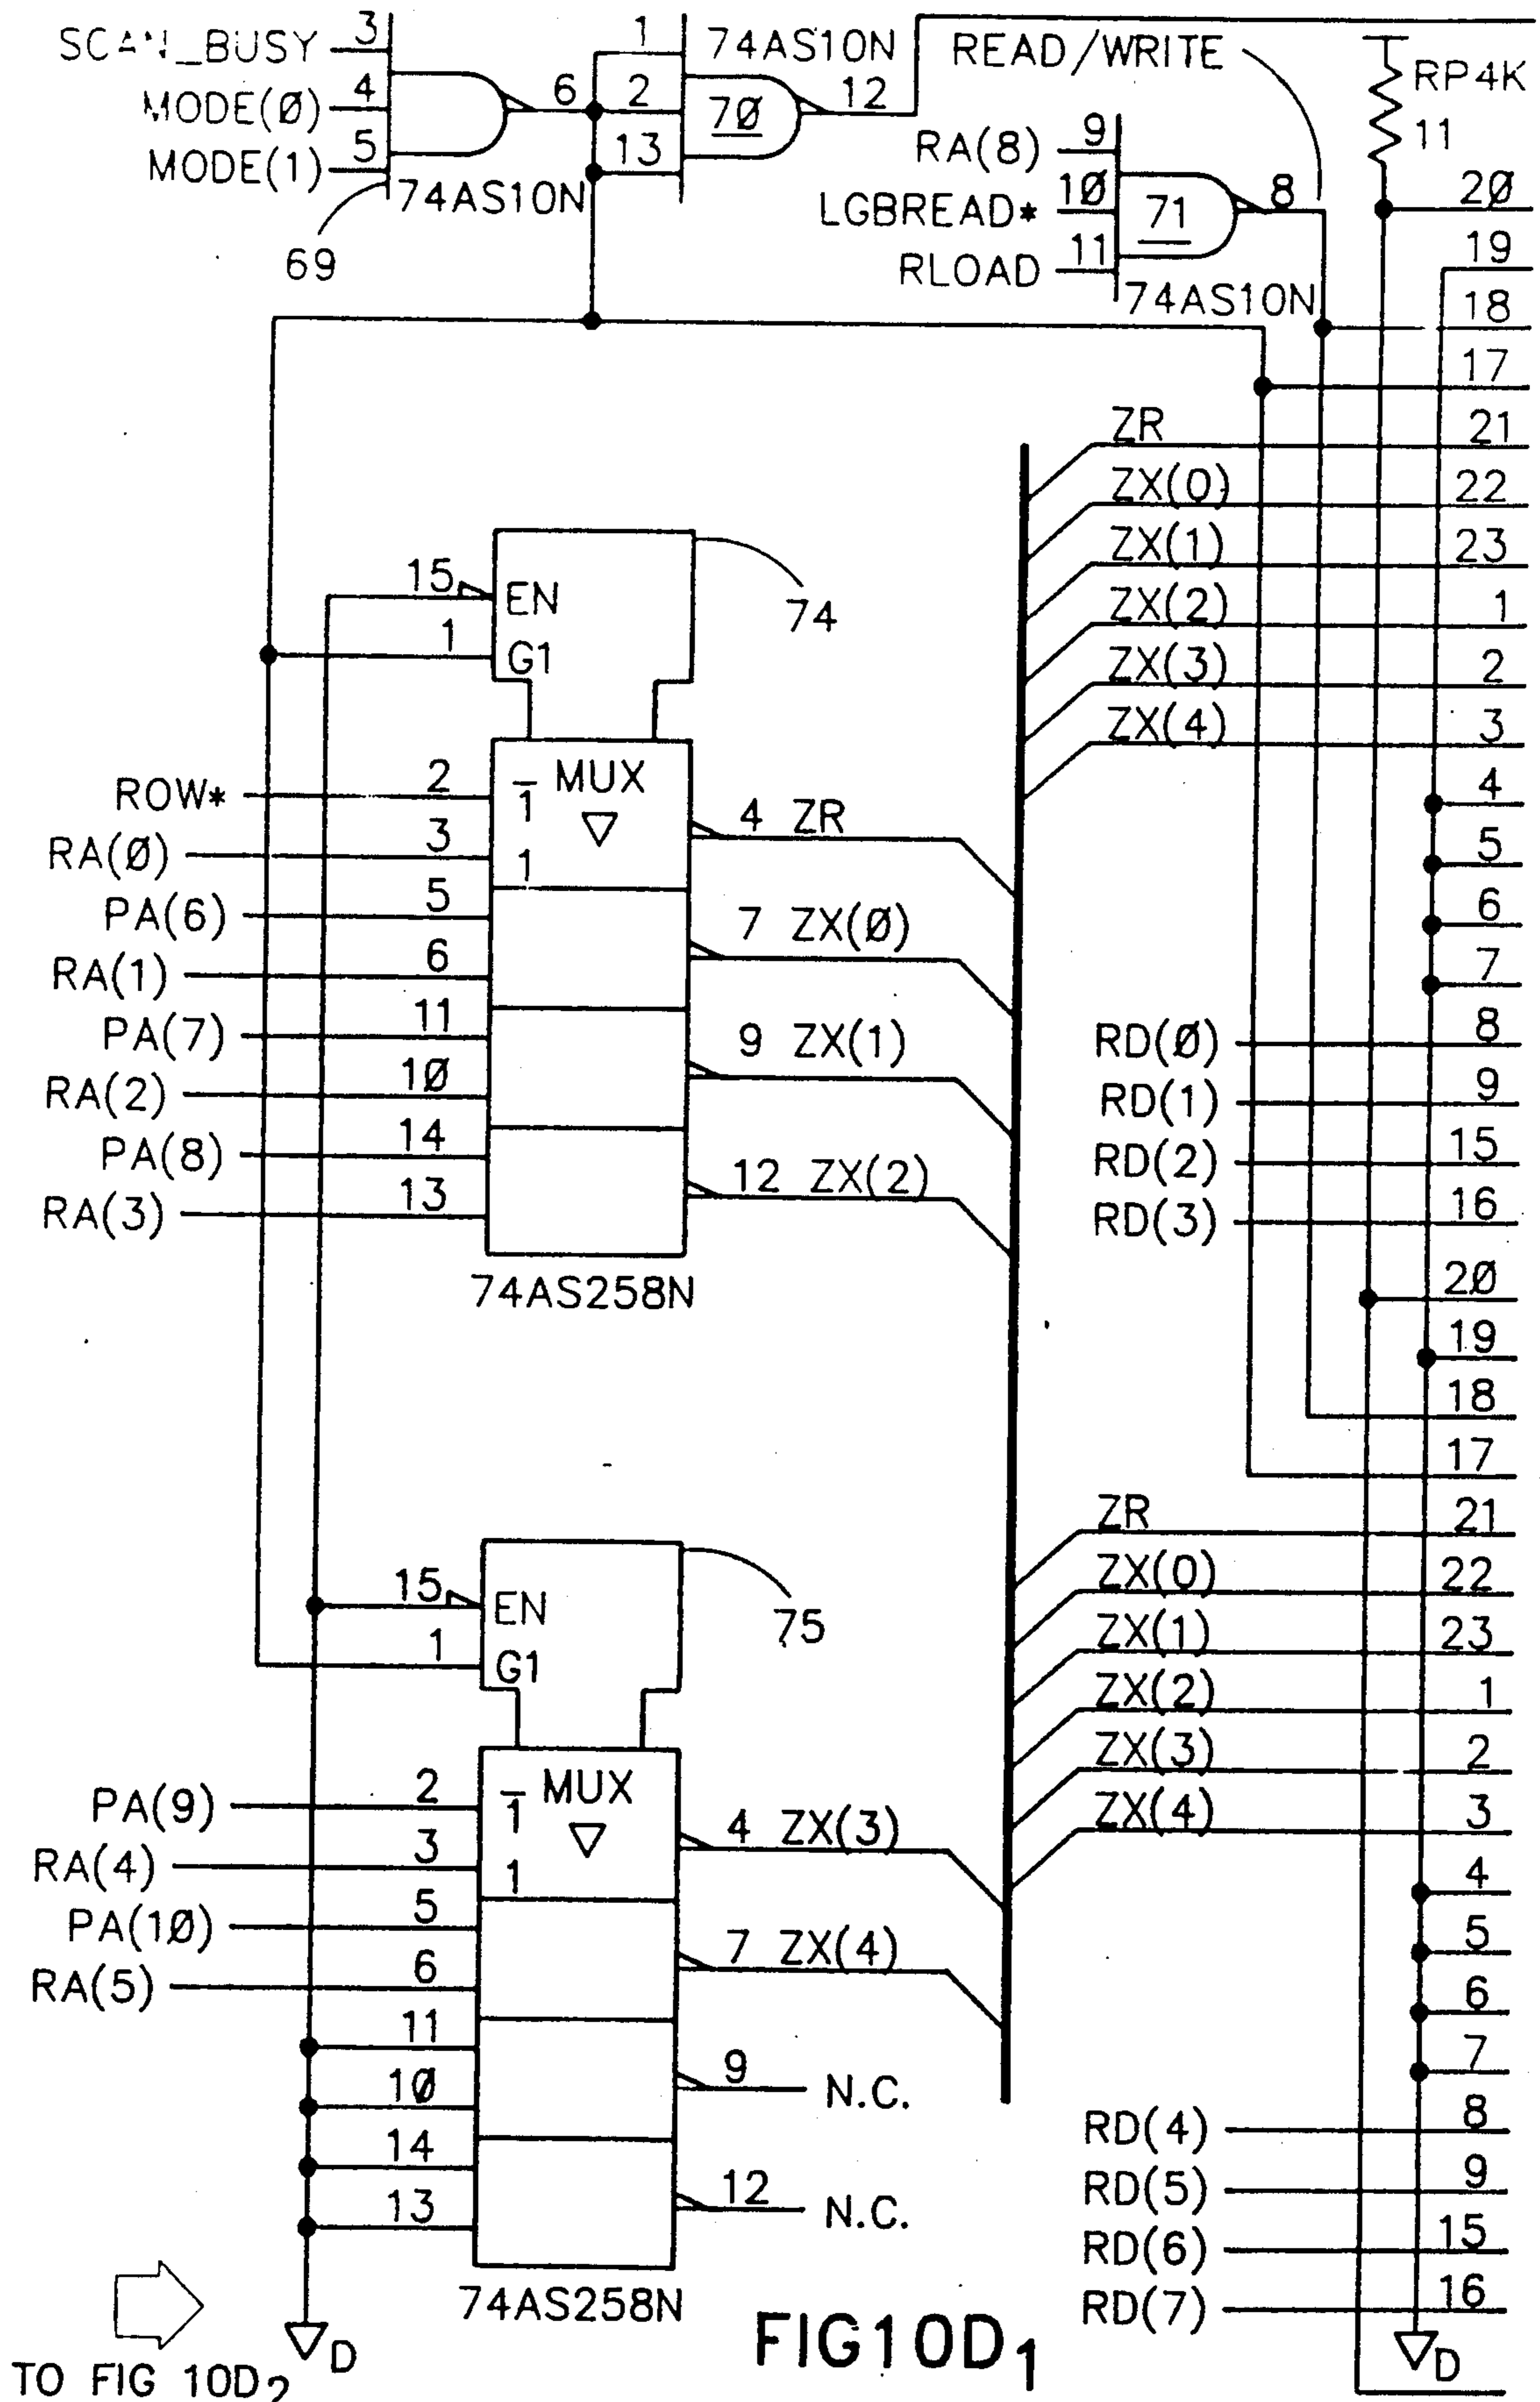 SCAN_BUSY 3
MODE(Ø) 4
MODE(1) 5
6
74AS10N
69
1
2
13
74AS10N
7Ø
12
READ/WRITE
RA(8) 9
LGBREAD* 1Ø
RLOAD 11
71
8
74AS10N
RP4K
11
2Ø
19
18
17
ZR 21
ZX(0) 22
ZX(1) 23
ZX(2) 1
ZX(3) 2
ZX(4) 3
4
5
6
7
RD(Ø) 8
RD(1) 9
RD(2) 15
RD(3) 16
15 EN
1 G1
74
MUX
ROW* 2 1
RA(Ø) 3 1
4 ZR
PA(6) 5
RA(1) 6
7 ZX(Ø)
PA(7) 11
RA(2) 1Ø
9 ZX(1)
PA(8) 14
RA(3) 13
12 ZX(2)
74AS258N
2Ø
19
18
17
ZR 21
ZX(0) 22
ZX(1) 23
ZX(2) 1
ZX(3) 2
ZX(4) 3
4
5
6
7
RD(4) 8
RD(5) 9
RD(6) 15
RD(7) 16
D
15 EN
1 G1
75
MUX
PA(9) 2 1
RA(4) 3 1
4 ZX(3)
PA(1Ø) 5
RA(5) 6
7 ZX(4)
11
1Ø
9 N.C.
14
13
12 N.C.
74AS258N
D
TO FIG 10D2
FIG10D1